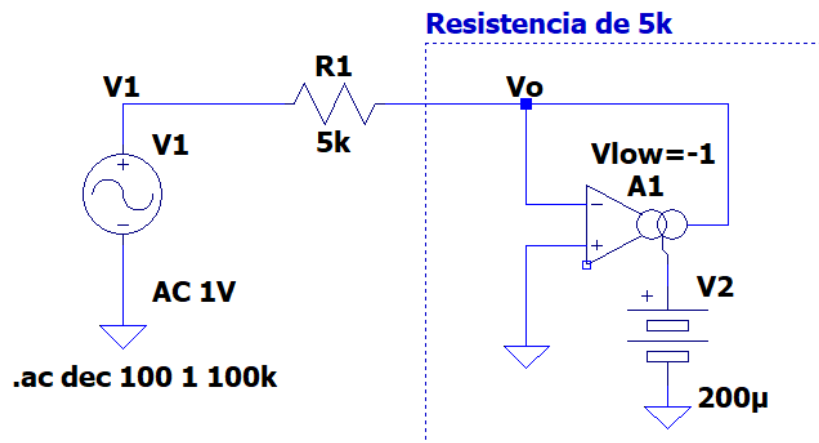 Resistencia de 5k
V1
R1
Vo
V1
5k
Vlow=-1
A1
+
−
−
+
AC 1V
+
V2
.ac dec 100 1 100k
200µ